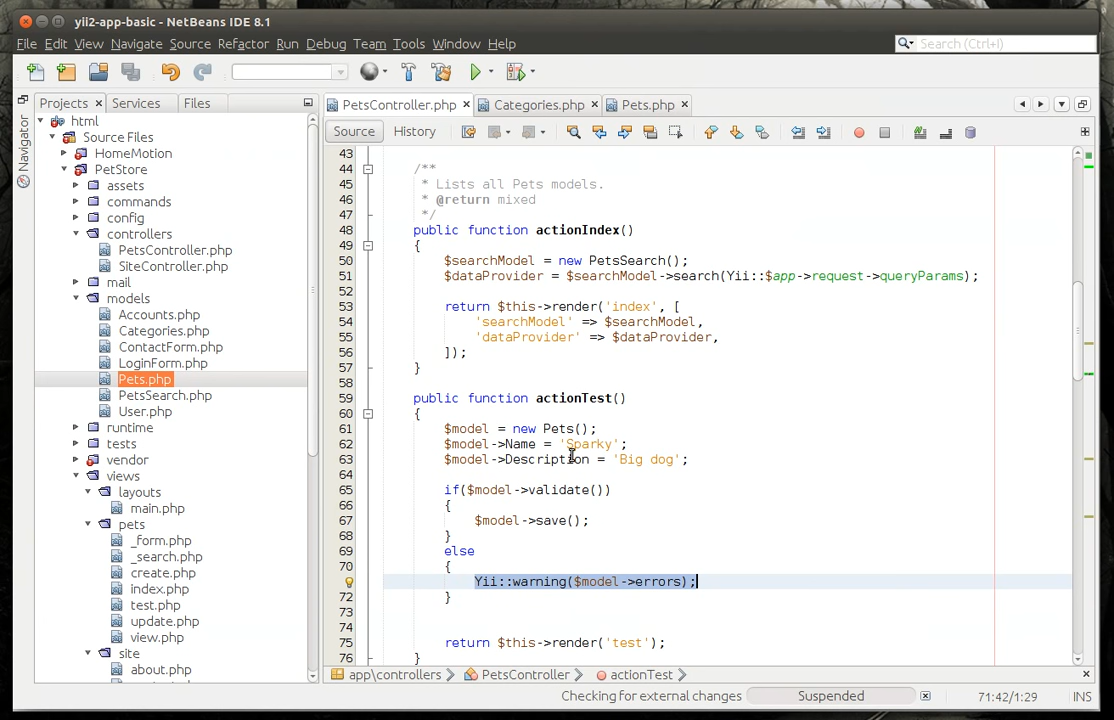 yii2-app-basic - NetBeans IDE 8.1
File Edit View Navigate Source Refactor Run Debug Team Tools Window Help
Search (Ctrl+I)
Projects Services Files
Navigator
html
Source Files
HomeMotion
PetStore
assets
commands
config
controllers
PetsController.php
SiteController.php
mail
models
Accounts.php
Categories.php
ContactForm.php
LoginForm.php
Pets.php
PetsSearch.php
User.php
runtime
tests
vendor
views
layouts
main.php
pets
_form.php
_search.php
create.php
index.php
test.php
update.php
view.php
site
about.php
PetsController.php Categories.php Pets.php
Source History
43
44 /**
45 * Lists all Pets models.
46 * @return mixed
47 */
48 public function actionIndex()
49 {
50 $searchModel = new PetsSearch();
51 $dataProvider = $searchModel->search(Yii::$app->request->queryParams);
52
53 return $this->render('index', [
54 'searchModel' => $searchModel,
55 'dataProvider' => $dataProvider,
56 ]);
57 }
58
59 public function actionTest()
60 {
61 $model = new Pets();
62 $model->Name = 'Sparky';
63 $model->Description = 'Big dog';
64
65 if($model->validate())
66 {
67 $model->save();
68 }
69 else
70 {
Yii::warning($model->errors);
72 }
73
74
75 return $this->render('test');
76 }
app\controllers PetsController actionTest
Checking for external changes Suspended 71:42/1:29 INS